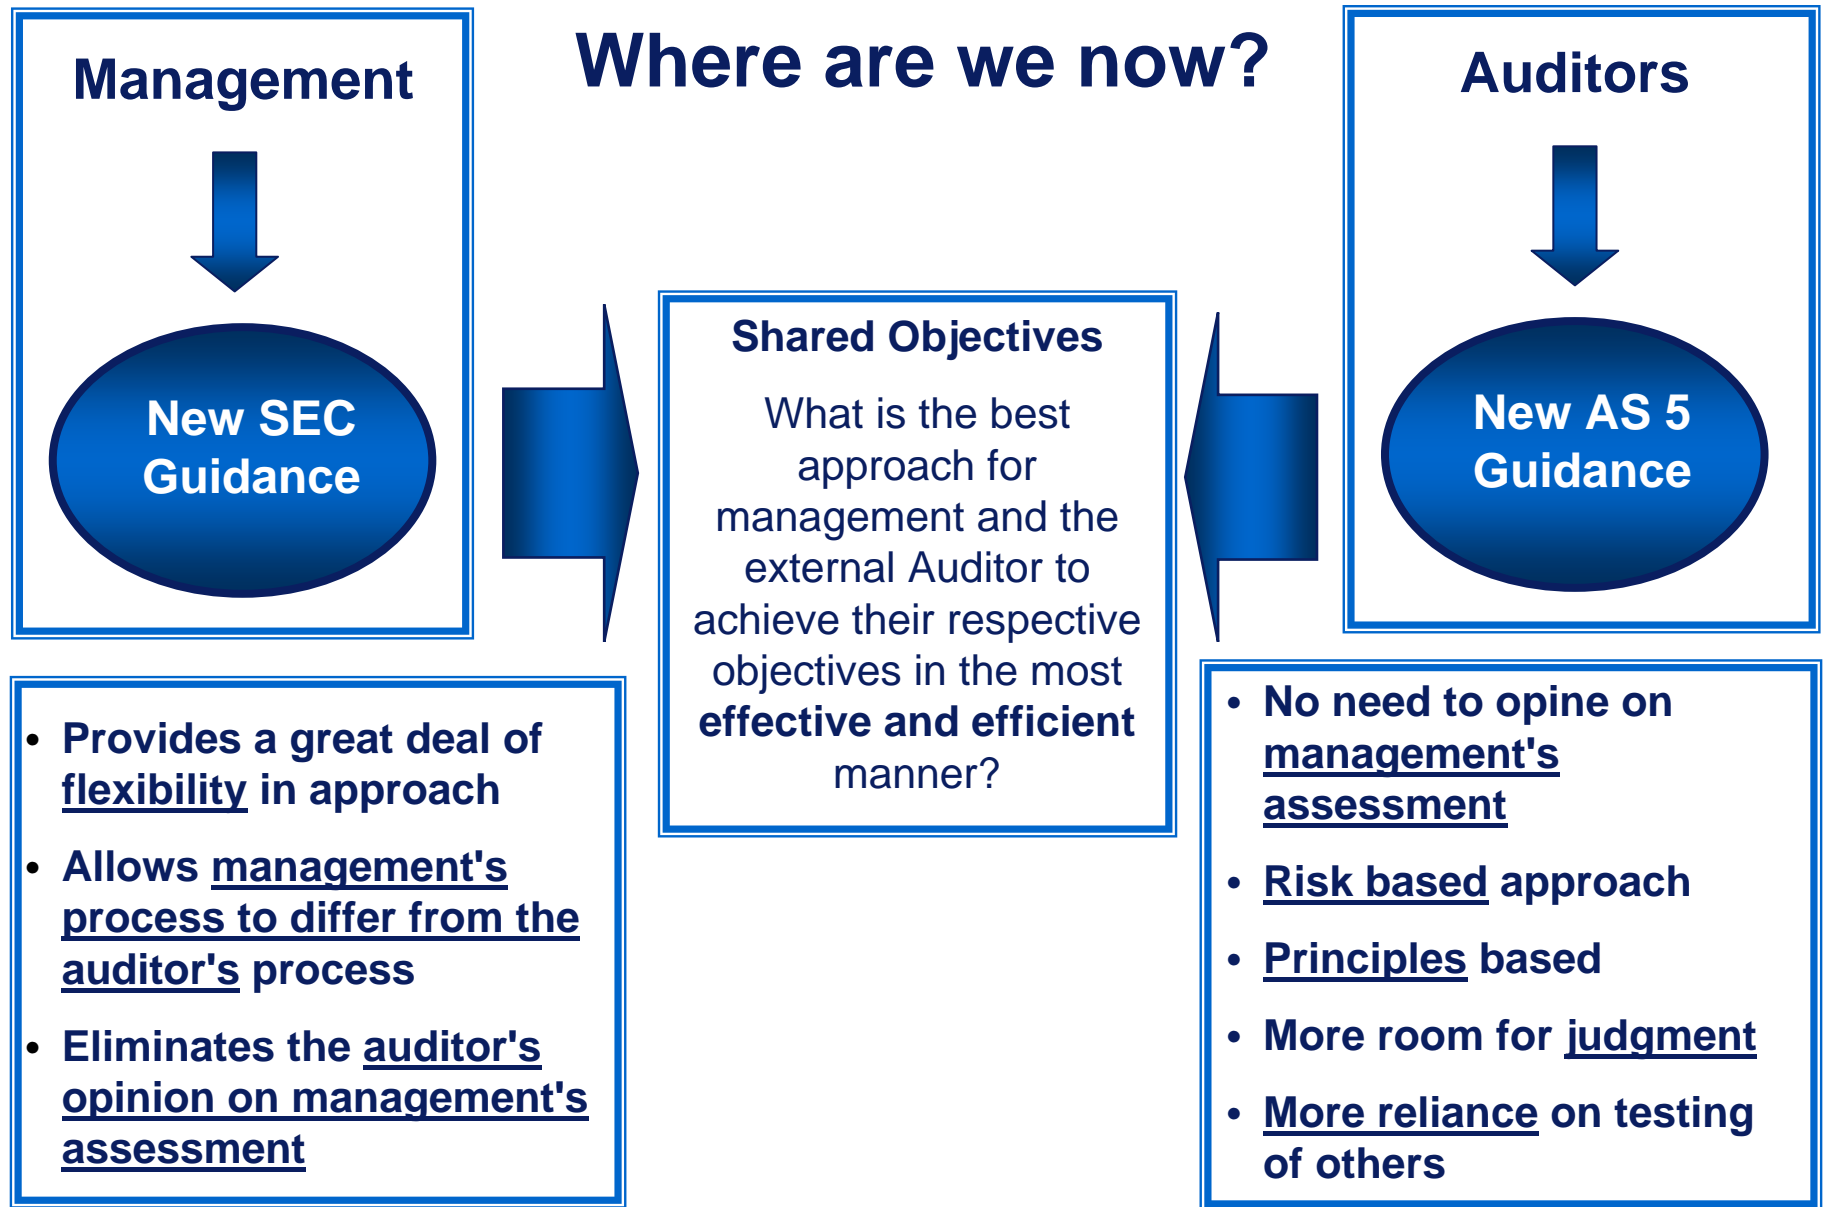 Where are we now?
Management
New SEC
Guidance
Auditors
New AS 5
Guidance
Shared Objectives
What is the best
approach for
management and the
external Auditor to
achieve their respective
objectives in the most
effective and efficient
manner?
• Provides a great deal of
flexibility in approach
• Allows management's
process to differ from the
auditor's process
• Eliminates the auditor's
opinion on management's
assessment
• No need to opine on
management's
assessment
• Risk based approach
• Principles based
• More room for judgment
• More reliance on testing
of others